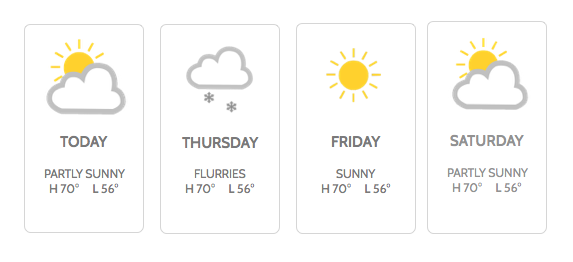 TODAY
PARTLY SUNNY
H 70° L 56°
THURSDAY
FLURRIES
H 70° L 56°
FRIDAY
SUNNY
H 70° L 56°
SATURDAY
PARTLY SUNNY
H 70° L 56°